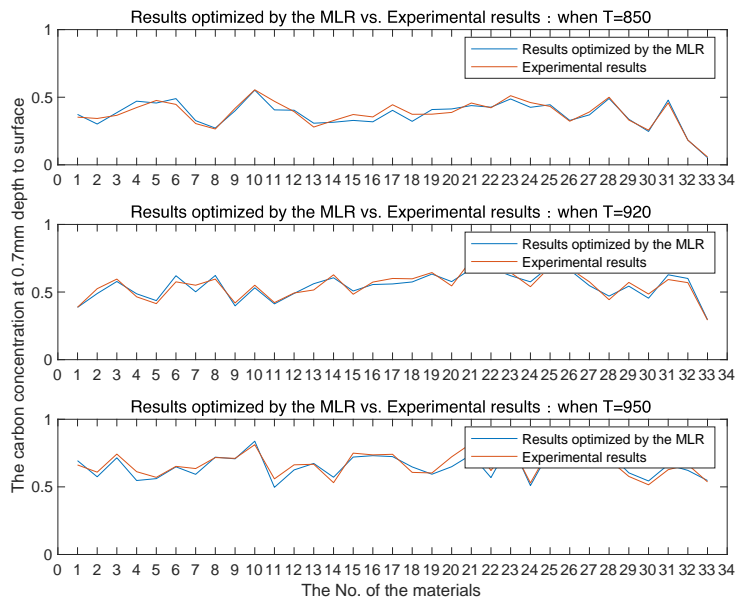 Results optimized by the MLR vs. Experimental results : when T=850
1
Results optimized by the MLR
Experimental results
0.5
0
0 1 2 3 4 5 6 7 8 9 10 11 12 13 14 15 16 17 18 19 20 21 22 23 24 25 26 27 28 29 30 31 32 33 34
Results optimized by the MLR vs. Experimental results : when T=920
1
Results optimized by the MLR
Experimental results
0.5
0
0 1 2 3 4 5 6 7 8 9 10 11 12 13 14 15 16 17 18 19 20 21 22 23 24 25 26 27 28 29 30 31 32 33 34
The carbon concentration at 0.7mm depth to surface
Results optimized by the MLR vs. Experimental results : when T=950
1
Results optimized by the MLR
Experimental results
0.5
0
0 1 2 3 4 5 6 7 8 9 10 11 12 13 14 15 16 17 18 19 20 21 22 23 24 25 26 27 28 29 30 31 32 33 34
The No. of the materials